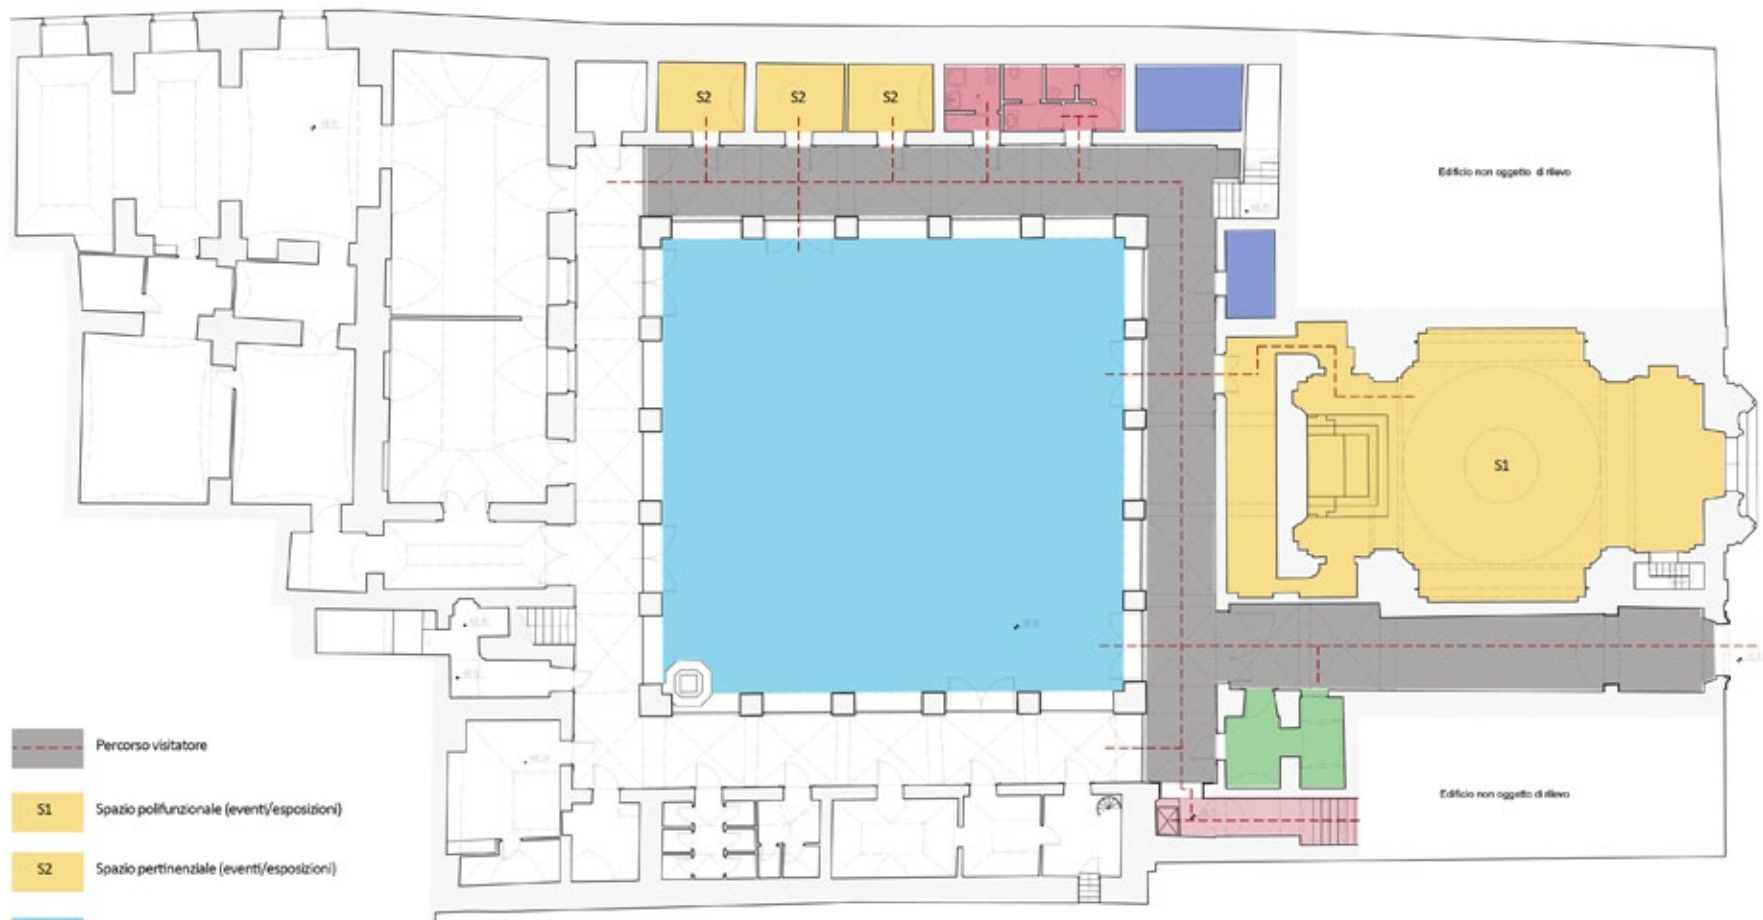 S2
S2
S2
Edificio non oggetto di rilievo
S1
Percorso visitatore
S1
Spazio polifunzionale (eventi/esposizioni)
Edificio non oggetto di rilievo
S2
Spazio pertinenziale (eventi/esposizioni)